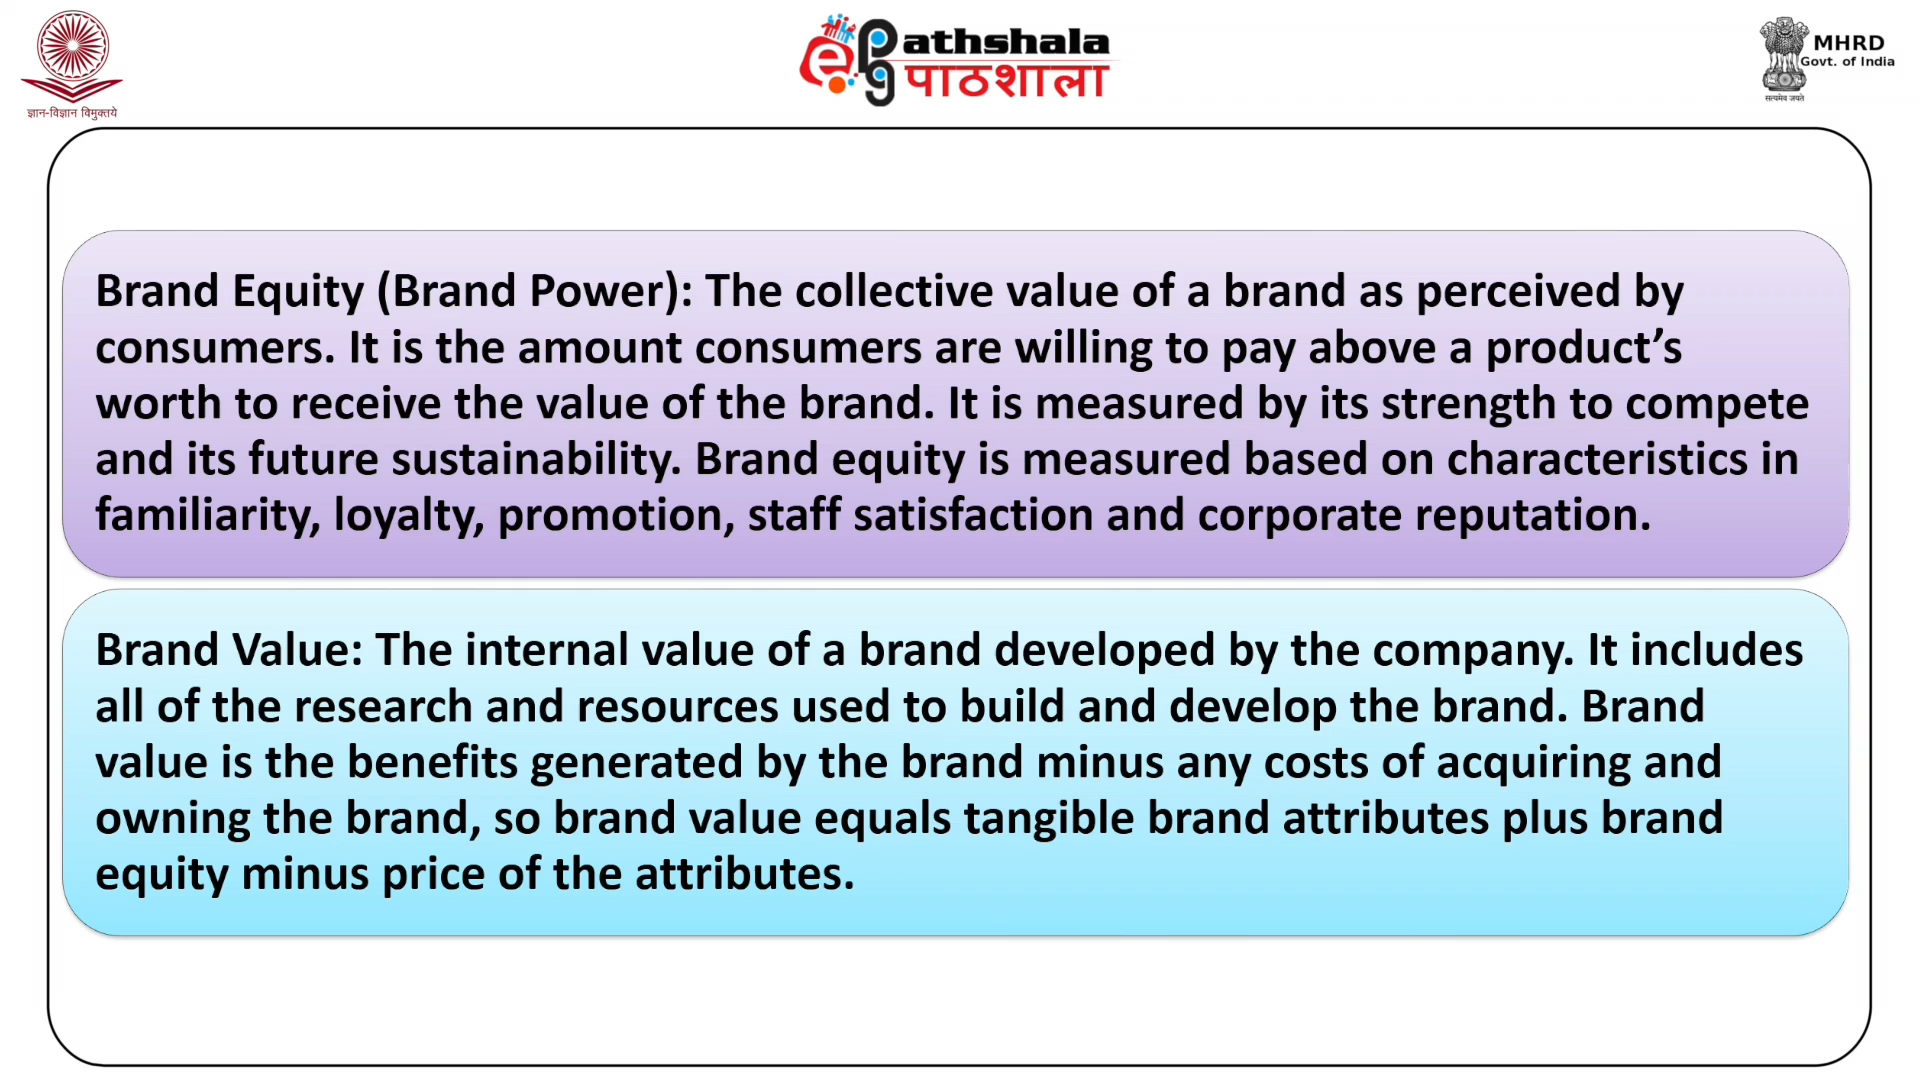 ज्ञान-विज्ञान विमुक्तये
e
pg
athshala
पाठशाला
MHRD
Govt. of India
सत्यमेव जयते
Brand Equity (Brand Power): The collective value of a brand as perceived by
consumers. It is the amount consumers are willing to pay above a product’s
worth to receive the value of the brand. It is measured by its strength to compete
and its future sustainability. Brand equity is measured based on characteristics in
familiarity, loyalty, promotion, staff satisfaction and corporate reputation.
Brand Value: The internal value of a brand developed by the company. It includes
all of the research and resources used to build and develop the brand. Brand
value is the benefits generated by the brand minus any costs of acquiring and
owning the brand, so brand value equals tangible brand attributes plus brand
equity minus price of the attributes.